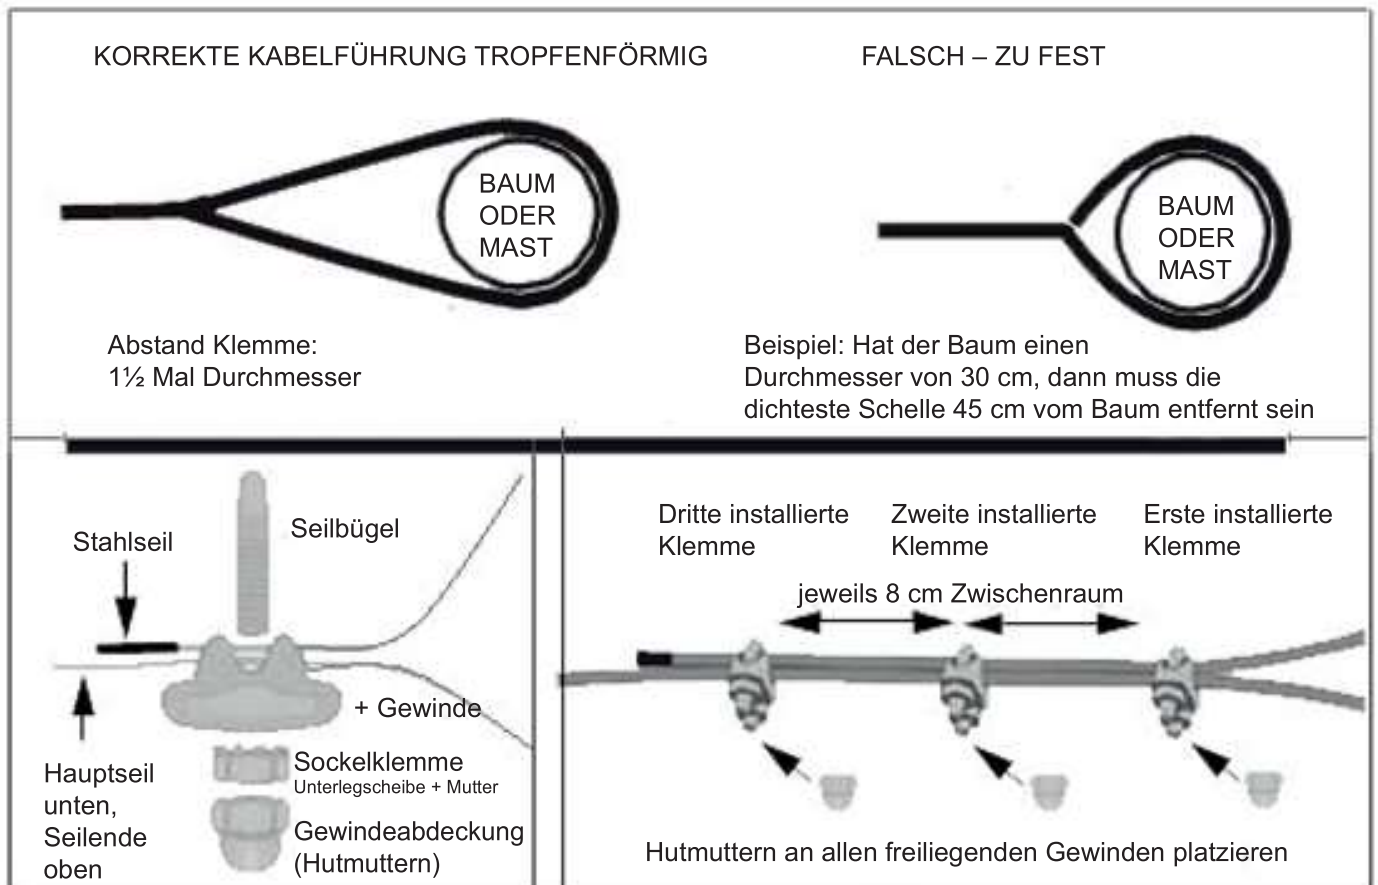 KORREKTE KABELFÜHRUNG TROPFENFÖRMIG
FALSCH – ZU FEST
BAUM
ODER
MAST
BAUM
ODER
MAST
Abstand Klemme:
1½ Mal Durchmesser
Beispiel: Hat der Baum einen
Durchmesser von 30 cm, dann muss die
dichteste Schelle 45 cm vom Baum entfernt sein
Stahlseil
Seilbügel
+ Gewinde
Hauptseil
unten,
Seilende
oben
Sockelklemme
Unterlegscheibe + Mutter
Gewindeabdeckung
(Hutmuttern)
Dritte installierte
Klemme
Zweite installierte
Klemme
Erste installierte
Klemme
jeweils 8 cm Zwischenraum
Hutmuttern an allen freiliegenden Gewinden platzieren